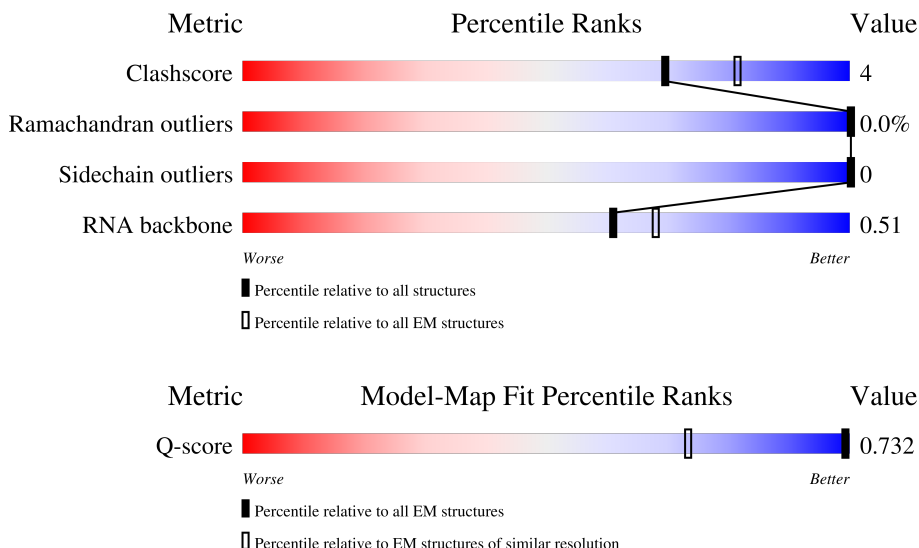 Metric Percentile Ranks Value
Clashscore 4
Ramachandran outliers 0.0%
Sidechain outliers 0
RNA backbone 0.51
Worse Better
Percentile relative to all structures
Percentile relative to all EM structures
Metric Model-Map Fit Percentile Ranks Value
Q-score 0.732
Worse Better
Percentile relative to all EM structures
Percentile relative to EM structures of similar resolution